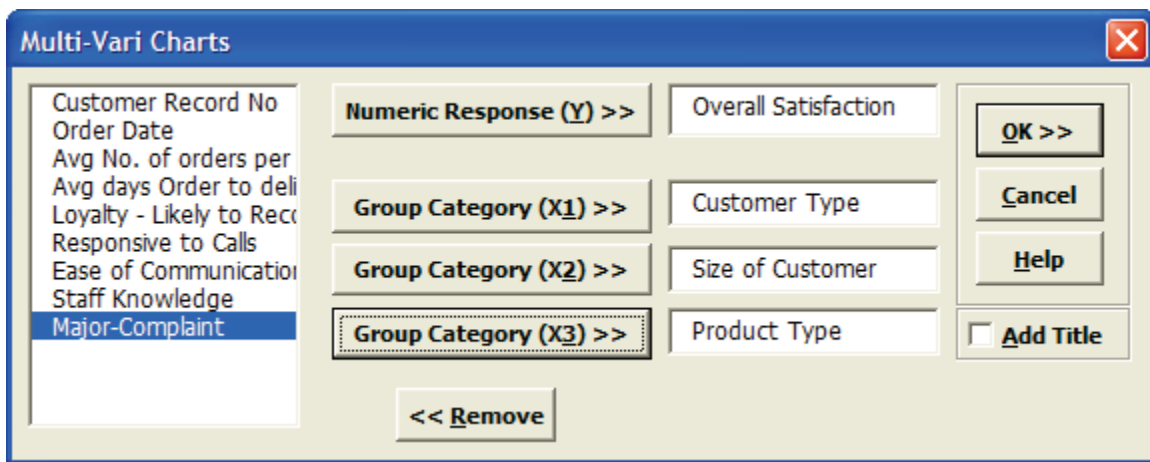 Multi-Vari Charts
Customer Record No
Order Date
Avg No. of orders per
Avg days Order to deli
Loyalty - Likely to Reco
Responsive to Calls
Ease of Communication
Staff Knowledge
Major-Complaint
Numeric Response (Y) >>
Overall Satisfaction
Group Category (X1) >>
Customer Type
Group Category (X2) >>
Size of Customer
Group Category (X3) >>
Product Type
<< Remove
OK >>
Cancel
Help
Add Title